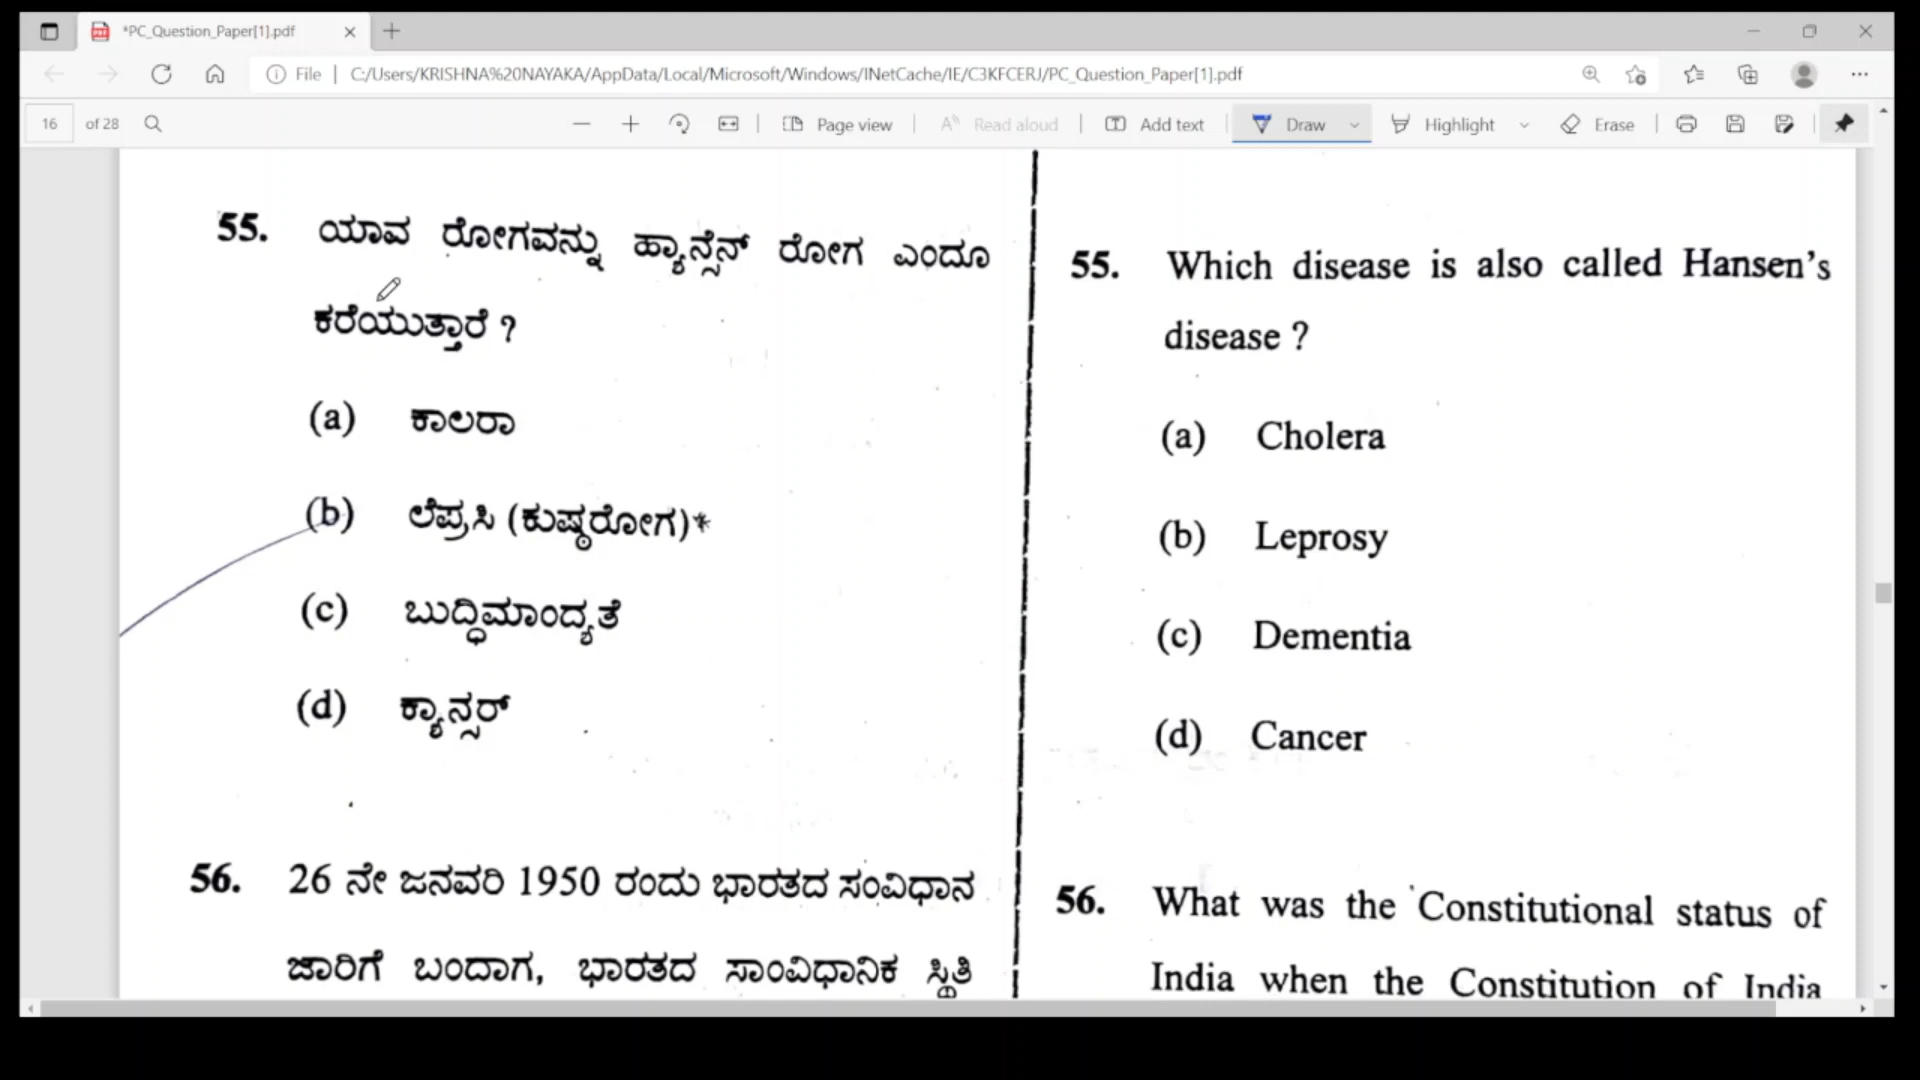 *PC_Question_Paper[1].pdf
File | C:/Users/KRISHNA%20NAYAKA/AppData/Local/Microsoft/Windows/INetCache/IE/C3KFCERJ/PC_Question_Paper[1].pdf
16 of 28 Page view Read aloud Add text Draw Highlight Erase
55. ಯಾವ ರೋಗವನ್ನು ಹ್ಯಾನ್ಸೆನ್ ರೋಗ ಎಂದೂ
ಕರೆಯುತ್ತಾರೆ ?
(a) ಕಾಲರಾ
(b) ಲೆಪ್ರಸಿ (ಕುಷ್ಠರೋಗ)*
(c) ಬುದ್ಧಿಮಾಂದ್ಯತೆ
(d) ಕ್ಯಾನ್ಸರ್
56. 26 ನೇ ಜನವರಿ 1950 ರಂದು ಭಾರತದ ಸಂವಿಧಾನ
ಜಾರಿಗೆ ಬಂದಾಗ, ಭಾರತದ ಸಾಂವಿಧಾನಿಕ ಸ್ಥಿತಿ
55. Which disease is also called Hansen's
disease ?
(a) Cholera
(b) Leprosy
(c) Dementia
(d) Cancer
56. What was the Constitutional status of
India when the Constitution of India